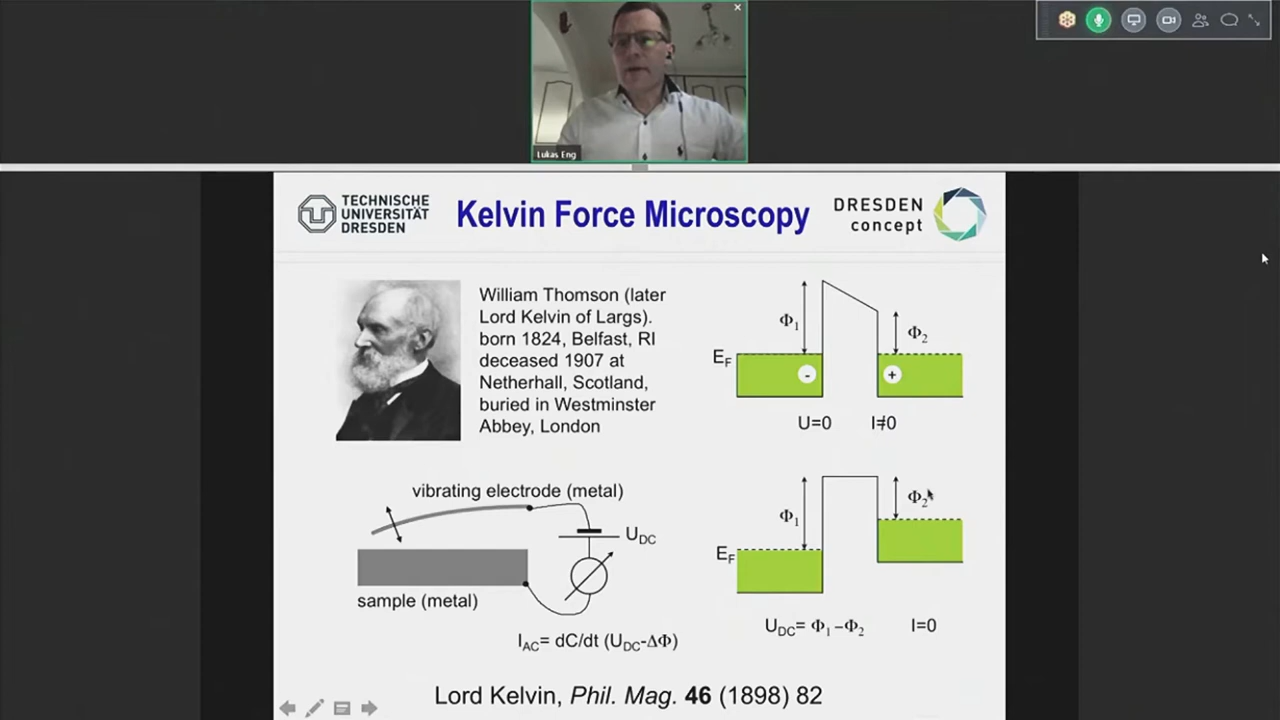 Lukas Eng
TECHNISCHE
UNIVERSITÄT
DRESDEN
Kelvin Force Microscopy
DRESDEN
concept
William Thomson (later
Lord Kelvin of Largs).
born 1824, Belfast, RI
deceased 1907 at
Netherhall, Scotland,
buried in Westminster
Abbey, London
Φ1
Φ2
EF
-
+
U=0
I≠0
vibrating electrode (metal)
UDC
sample (metal)
IAC= dC/dt (UDC-ΔΦ)
Φ1
Φ2
EF
UDC= Φ1 −Φ2
I=0
Lord Kelvin, Phil. Mag. 46 (1898) 82